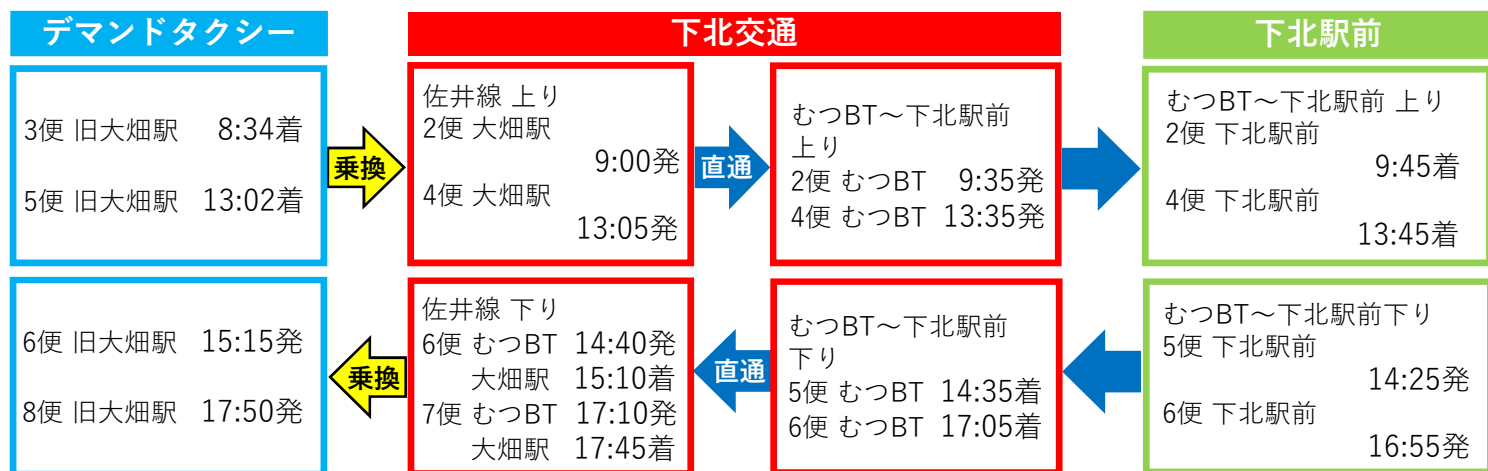 デマンドタクシー
下北交通
下北駅前
3便 旧大畑駅 8:34着
5便 旧大畑駅 13:02着
乗換
佐井線 上り
2便 大畑駅
9:00発
4便 大畑駅
13:05発
直通
むつBT～下北駅前
上り
2便 むつBT 9:35発
4便 むつBT 13:35発
むつBT～下北駅前 上り
2便 下北駅前
9:45着
4便 下北駅前
13:45着
6便 旧大畑駅 15:15発
8便 旧大畑駅 17:50発
乗換
佐井線 下り
6便 むつBT 14:40発
大畑駅 15:10着
7便 むつBT 17:10発
大畑駅 17:45着
直通
むつBT～下北駅前
下り
5便 むつBT 14:35着
6便 むつBT 17:05着
むつBT～下北駅前下り
5便 下北駅前
14:25発
6便 下北駅前
16:55発